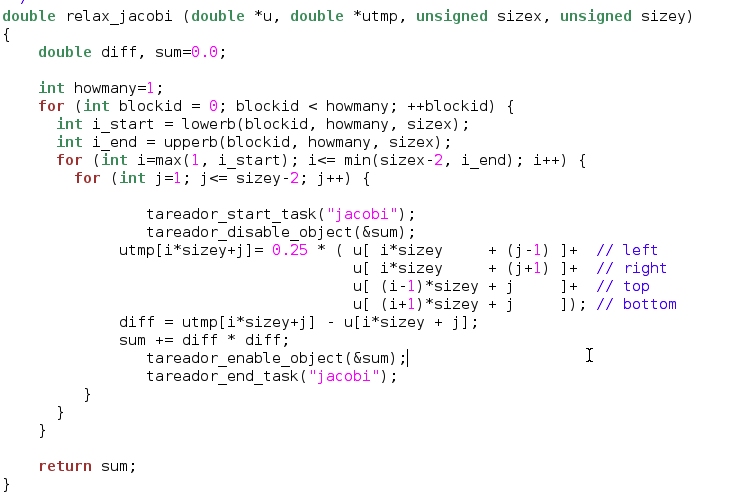 double relax_jacobi (double *u, double *utmp, unsigned sizex, unsigned sizey)
{
    double diff, sum=0.0;

    int howmany=1;
    for (int blockid = 0; blockid < howmany; ++blockid) {
      int i_start = lowerb(blockid, howmany, sizex);
      int i_end = upperb(blockid, howmany, sizex);
      for (int i=max(1, i_start); i<= min(sizex-2, i_end); i++) {
        for (int j=1; j<= sizey-2; j++) {

                tareador_start_task("jacobi");
                tareador_disable_object(&sum);
             utmp[i*sizey+j]= 0.25 * ( u[ i*sizey     + (j-1) ]+  // left
                                       u[ i*sizey     + (j+1) ]+  // right
                                       u[ (i-1)*sizey + j     ]+  // top
                                       u[ (i+1)*sizey + j     ]); // bottom
             diff = utmp[i*sizey+j] - u[i*sizey + j];
             sum += diff * diff;
                tareador_enable_object(&sum);
                tareador_end_task("jacobi");
         }
      }
    }

    return sum;
}